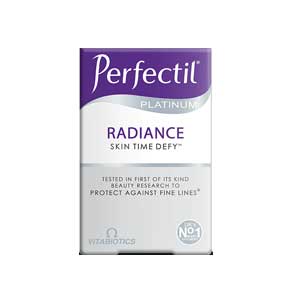 Perfectil®
PLATINUM
RADIANCE
SKIN TIME DEFY™
TESTED IN FIRST OF ITS KIND
BEAUTY RESEARCH TO
PROTECT AGAINST FINE LINES®
VITABIOTICS
UK's
No1